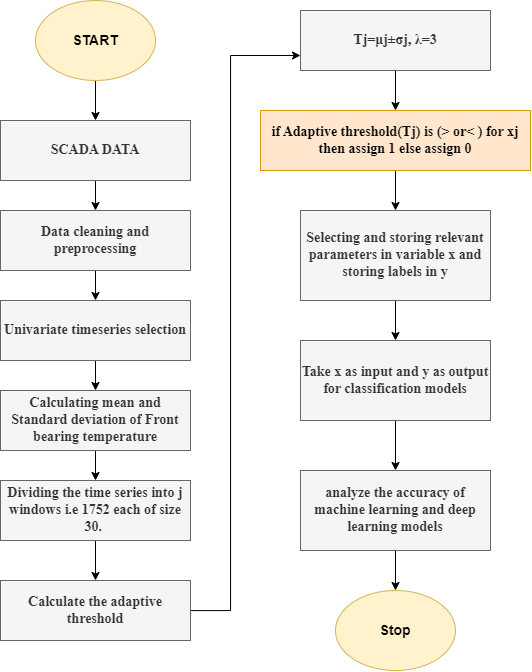 START
SCADA DATA
Data cleaning and
preprocessing
Univariate timeseries selection
Calculating mean and
Standard deviation of Front
bearing temperature
Dividing the time series into j
windows i.e 1752 each of size
30.
Calculate the adaptive
threshold
Tj=μj±σj, λ=3
if Adaptive threshold(Tj) is (> or< ) for xj
then assign 1 else assign 0
Selecting and storing relevant
parameters in variable x and
storing labels in y
Take x as input and y as output
for classification models
analyze the accuracy of
machine learning and deep
learning models
Stop